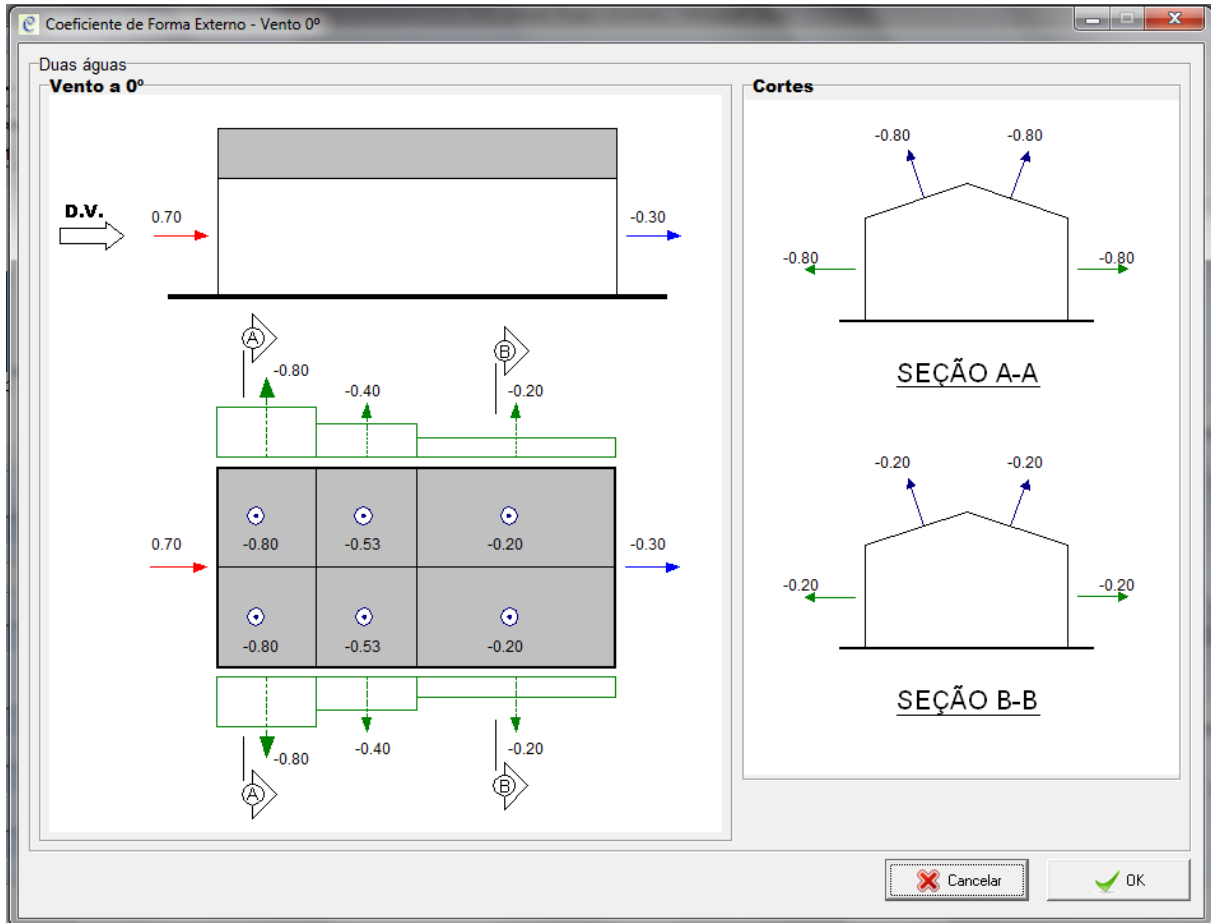 Coeficiente de Forma Externo - Vento 0º
Duas águas
Vento a 0º
D.V.
0.70
-0.30
A
B
-0.80
-0.40
-0.20
0.70
-0.80
-0.53
-0.20
-0.30
-0.80
-0.53
-0.20
-0.80
-0.40
-0.20
A
B
Cortes
-0.80
-0.80
-0.80
-0.80
SEÇÃO A-A
-0.20
-0.20
-0.20
-0.20
SEÇÃO B-B
Cancelar
OK